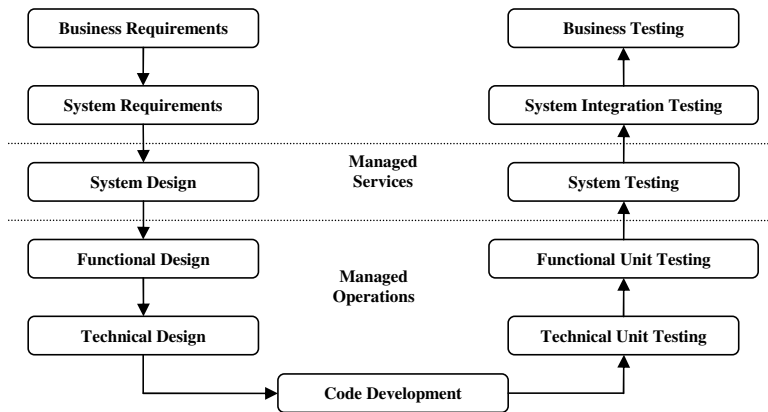 Business Requirements
Business Testing
System Requirements
System Integration Testing
Managed
Services
System Design
System Testing
Functional Design
Functional Unit Testing
Managed
Operations
Technical Design
Technical Unit Testing
Code Development